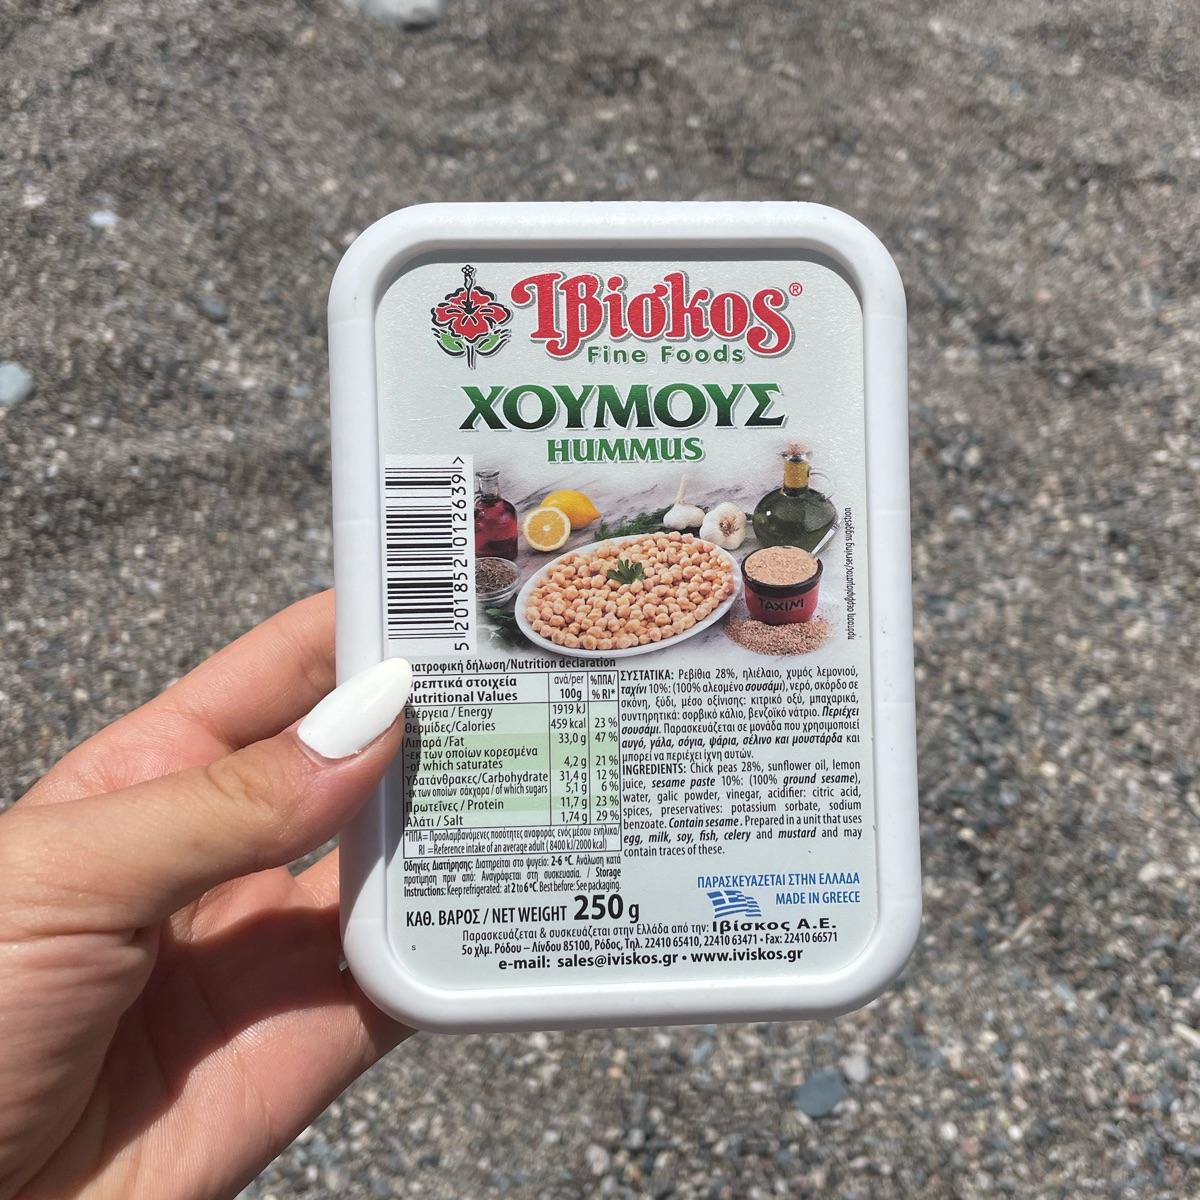 Ιβίσκος®
Fine Foods
ΧΟΥΜΟΥΣ
HUMMUS
5 201852 012639 >
ΤΑΧΙΝΙ
πρόταση σερβιρίσματος/serving suggestion
ατροφική δήλωση/Nutrition declaration
ρεπτικά στοιχεία
Nutritional Values
ανά/per
100g
%ΠΠΑ/
% RI*
Ενέργεια / Energy 1919 kJ
Θερμίδες/Calories 459 kcal 23 %
Λιπαρά /Fat 33,0 g 47 %
-εκ των οποίων κορεσμένα
-of which saturates 4,2 g 21 %
Υδατάνθρακες/Carbohydrate 31,4 g 12 %
-εκ των οποίων σάκχαρα / of which sugars 5,1 g 6 %
Πρωτεΐνες / Protein 11,7 g 23 %
Αλάτι / Salt 1,74 g 29 %
*ΠΠΑ= Προσλαμβανόμενες ποσότητες αναφοράς ενός μέσου ενήλικα/
RI =Reference intake of an average adult (8400 kJ/2000 kcal)
Οδηγίες Διατήρησης: Διατηρείται στο ψυγείο: 2-6 °C. Ανάλωση κατά
προτίμηση πριν από: Αναγράφεται στη συσκευασία. / Storage
Instructions: Keep refrigerated: at 2 to 6 °C. Best before: See packaging.
ΣΥΣΤΑΤΙΚΑ: Ρεβίθια 28%, ηλιέλαιο, χυμός λεμονιού,
ταχίνι 10%: (100% αλεσμένο σουσάμι), νερό, σκόρδο σε
σκόνη, ξύδι, μέσο οξίνισης: κιτρικό οξύ, μπαχαρικά,
συντηρητικά: σορβικό κάλιο, βενζοϊκό νάτριο. Περιέχει
σουσάμι. Παρασκευάζεται σε μονάδα που χρησιμοποιεί
αυγό, γάλα, σόγια, ψάρια, σέλινο και μουστάρδα και
μπορεί να περιέχει ίχνη αυτών.
INGREDIENTS: Chick peas 28%, sunflower oil, lemon
juice, sesame paste 10%: (100% ground sesame),
water, galic powder, vinegar, acidifier: citric acid,
spices, preservatives: potassium sorbate, sodium
benzoate. Contain sesame. Prepared in a unit that uses
egg, milk, soy, fish, celery and mustard and may
contain traces of these.
ΠΑΡΑΣΚΕΥΑΖΕΤΑΙ ΣΤΗΝ ΕΛΛΑΔΑ
MADE IN GREECE
ΚΑΘ. ΒΑΡΟΣ / NET WEIGHT 250 g
Παρασκευάζεται & συσκευάζεται στην Ελλάδα από την: Ιβίσκος Α.Ε.
s
5ο χλμ. Ρόδου – Λίνδου 85100, Ρόδος, Τηλ. 22410 65410, 22410 63471 • Fax: 22410 66571
e-mail: sales@iviskos.gr • www.iviskos.gr